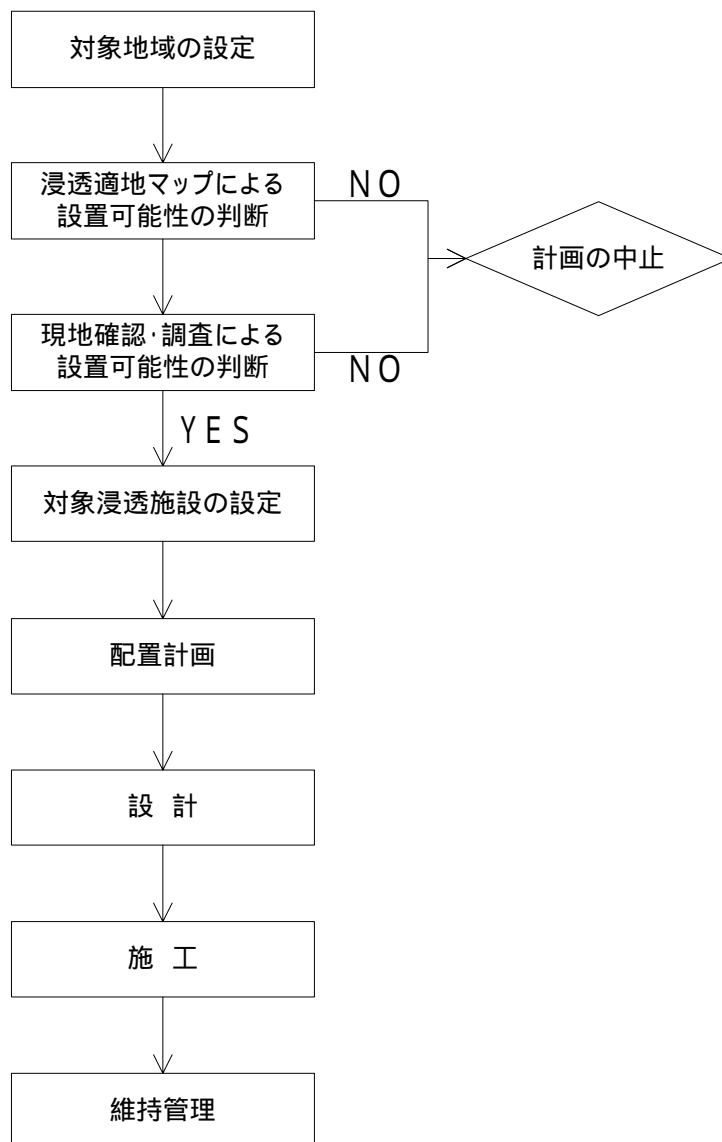 対象地域の設定
浸透適地マップによる
設置可能性の判断
NO
計画の中止
現地確認・調査による
設置可能性の判断
NO
YES
対象浸透施設の設定
配置計画
設 計
施 工
維持管理